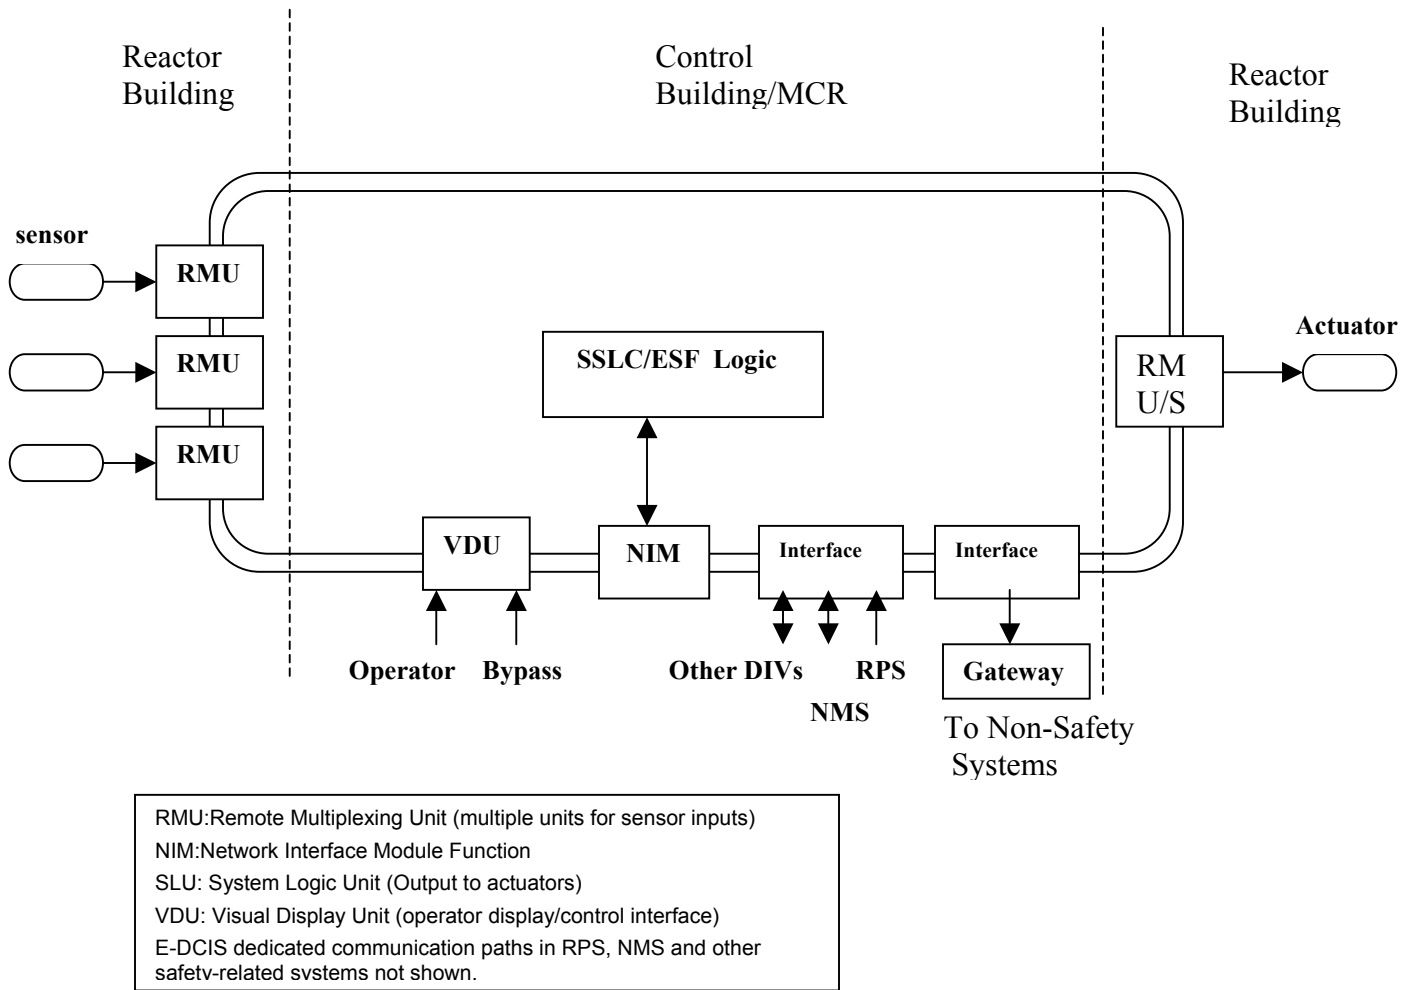 Reactor
Building
Control
Building/MCR
Reactor
Building
sensor
RMU
RMU
RMU
SSLC/ESF Logic
RM
U/S
Actuator
VDU
NIM
Interface
Interface
Operator
Bypass
Other DIVs
RPS
NMS
Gateway
To Non-Safety
Systems
RMU:Remote Multiplexing Unit (multiple units for sensor inputs)
NIM:Network Interface Module Function
SLU: System Logic Unit (Output to actuators)
VDU: Visual Display Unit (operator display/control interface)
E-DCIS dedicated communication paths in RPS, NMS and other
safety-related systems not shown.